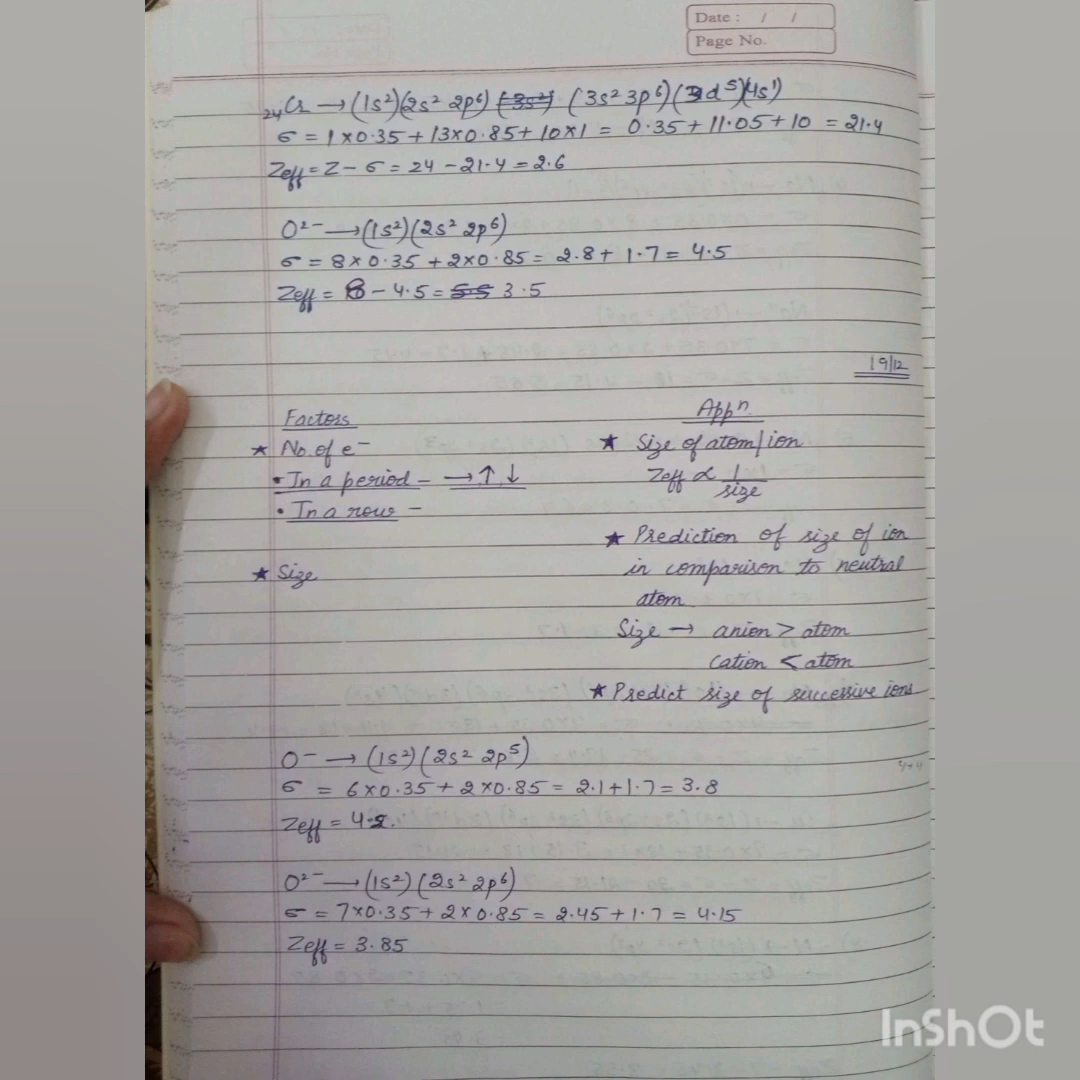 Date : / /
Page No.
24Cr → (1s²)(2s² 2p⁶) (3s²) (3s² 3p⁶)(3d⁵)(4s¹)
σ = 1×0.35+13×0.85+10×1 = 0.35+11.05+10 = 21.4
Zeff = Z - σ = 24 - 21.4 = 2.6
O²⁻ → (1s²)(2s² 2p⁶)
σ = 8×0.35 + 2×0.85 = 2.8 + 1.7 = 4.5
Zeff = 8 - 4.5 = 5.5 3.5
19/12
Factors
★ No. of e⁻
• In a period - → ↑ ↓
• In a row -
★ Size
Appⁿ.
★ Size of atom/ion
Zeff ∝ 1/size
★ Prediction of size of ion
in comparison to neutral
atom.
Size → anion > atom
cation < atom
★ Predict size of successive ions
O⁻ → (1s²)(2s² 2p⁵)
σ = 6×0.35 + 2×0.85 = 2.1+1.7 = 3.8
Zeff = 4.2.
O²⁻ → (1s²)(2s² 2p⁶)
σ = 7×0.35 + 2×0.85 = 2.45 + 1.7 = 4.15
Zeff = 3.85
InShOt